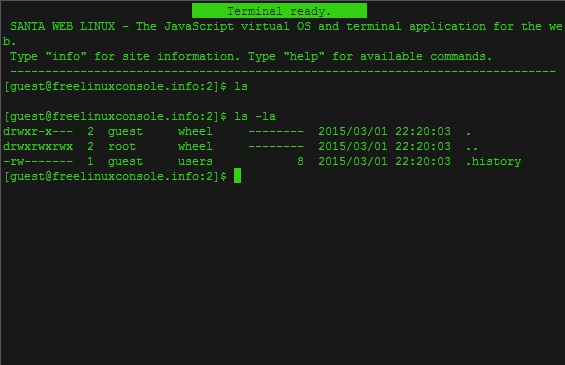 Terminal ready.
SANTA WEB LINUX - The JavaScript virtual OS and terminal application for the we
b.
Type "info" for site information. Type "help" for available commands.
-------------------------------------------------------------------------------
[guest@freelinuxconsole.info:2]$ ls
[guest@freelinuxconsole.info:2]$ ls -la
drwxr-x---  2  guest     wheel     --------  2015/03/01 22:20:03  .
drwxrwxrwx  2  root      wheel     --------  2015/03/01 22:20:03  ..
-rw-------  1  guest     users            8  2015/03/01 22:20:03  .history
[guest@freelinuxconsole.info:2]$